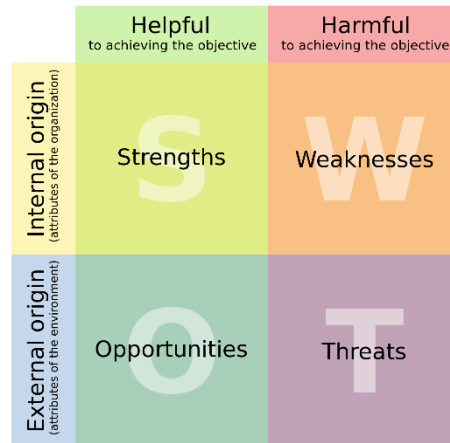 Helpful
to achieving the objective
Harmful
to achieving the objective
Internal origin
(attributes of the organization)
S
Strengths
W
Weaknesses
External origin
(attributes of the environment)
O
Opportunities
T
Threats